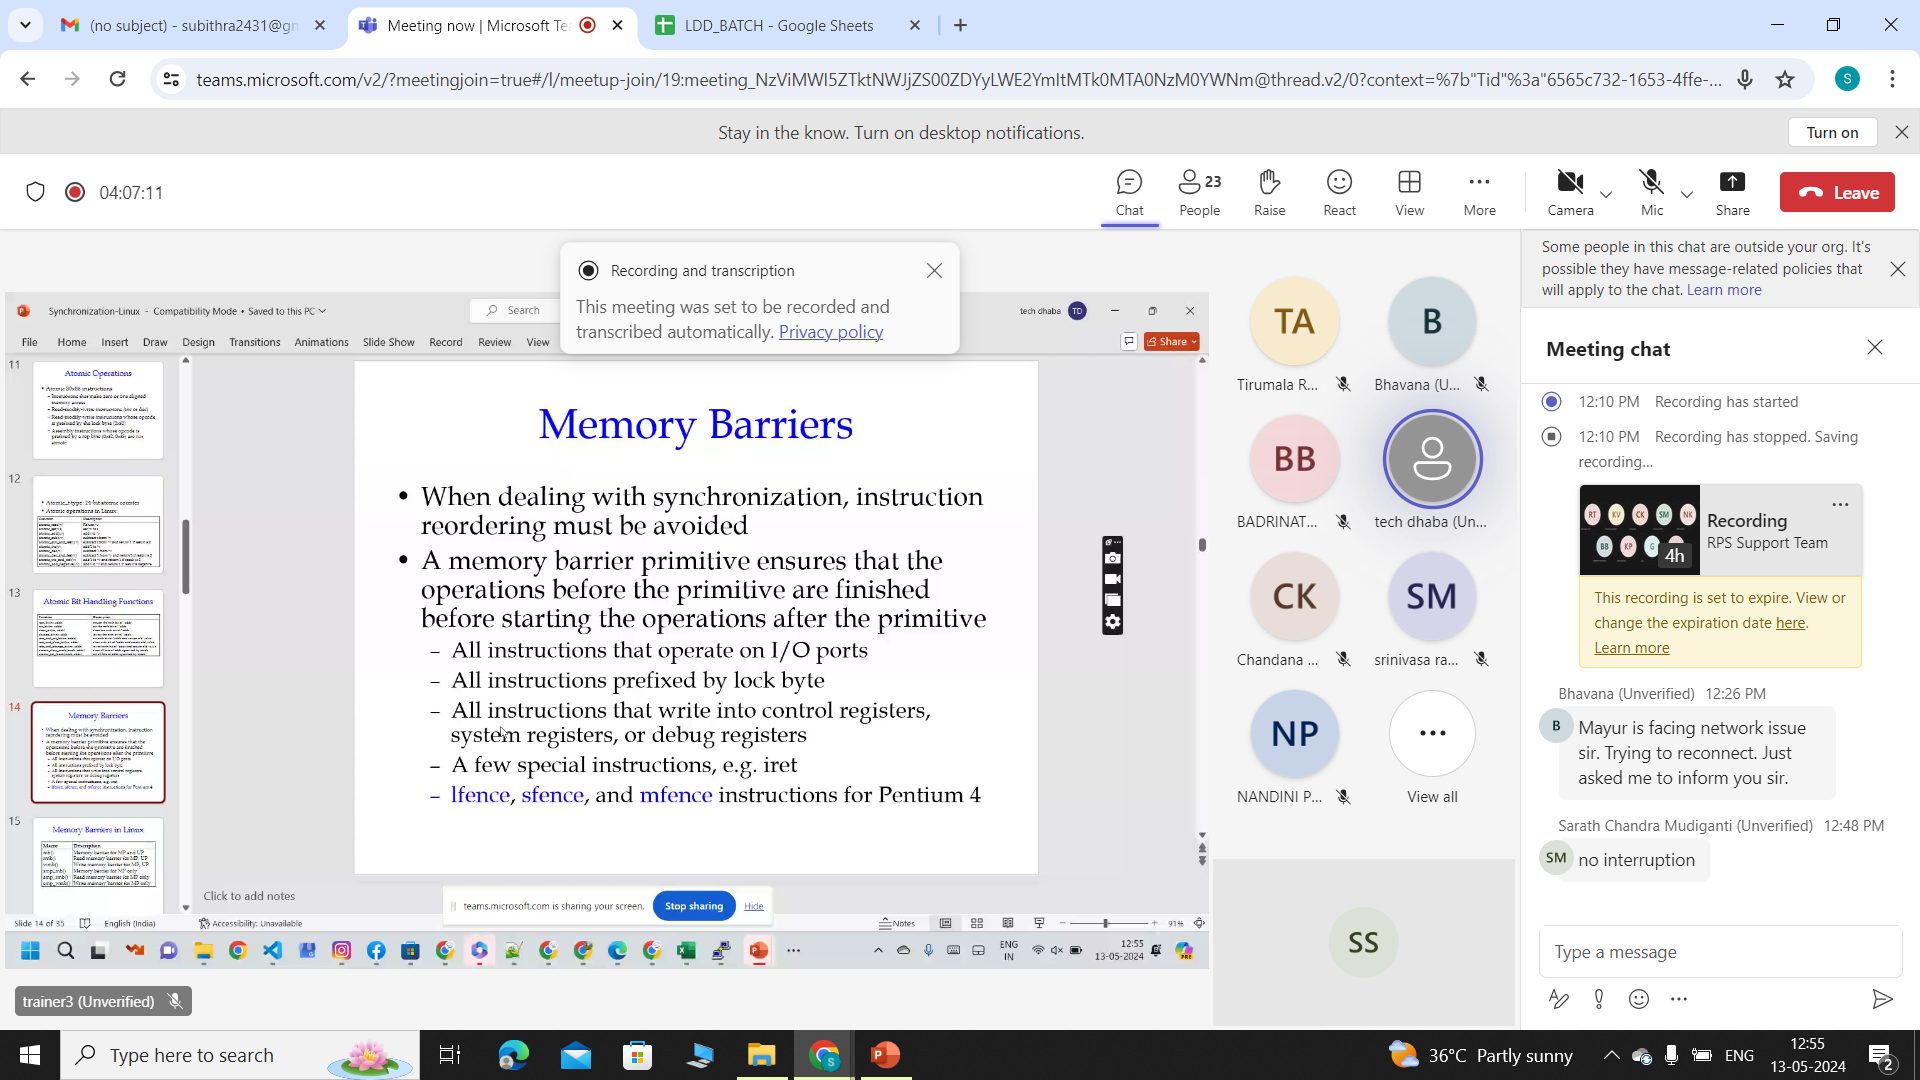 (no subject) - subithra2431@gm
Meeting now | Microsoft Te
LDD_BATCH - Google Sheets
teams.microsoft.com/v2/?meetingjoin=true#/l/meetup-join/19:meeting_NzViMWI5ZTktNWJjZS00ZDYyLWE2YmItMTk0MTA0NzM0YWNm@thread.v2/0?context=%7b"Tid"%3a"6565c732-1653-4ffe-...
S
Stay in the know. Turn on desktop notifications.
Turn on
04:07:11
Chat
People 23
Raise
React
View
More
Camera
Mic
Share
Leave
Recording and transcription
This meeting was set to be recorded and
transcribed automatically. Privacy policy
Synchronization-Linux - Compatibility Mode • Saved to this PC
Search
tech dhaba TD
File Home Insert Draw Design Transitions Animations Slide Show Record Review View
Share
11
Atomic Operations
12
13
Atomic Bit Handling Functions
14
Memory Barriers
15
Memory Barriers in Linux
Memory Barriers
• When dealing with synchronization, instruction
reordering must be avoided
• A memory barrier primitive ensures that the
operations before the primitive are finished
before starting the operations after the primitive
– All instructions that operate on I/O ports
– All instructions prefixed by lock byte
– All instructions that write into control registers,
system registers, or debug registers
– A few special instructions, e.g. iret
– lfence, sfence, and mfence instructions for Pentium 4
Click to add notes
teams.microsoft.com is sharing your screen.
Stop sharing
Hide
Slide 14 of 35
English (India)
Accessibility: Unavailable
Notes
91%
ENG
IN
12:55
13-05-2024
trainer3 (Unverified)
TA
Tirumala R...
B
Bhavana (U...
BB
BADRINAT...
tech dhaba (Un...
CK
Chandana ...
SM
srinivasa ra...
NP
NANDINI P...
View all
SS
Some people in this chat are outside your org. It's
possible they have message-related policies that
will apply to the chat. Learn more
Meeting chat
12:10 PM Recording has started
12:10 PM Recording has stopped. Saving
recording...
RT KV CK SM NK
BB KP G
4h
Recording
RPS Support Team
This recording is set to expire. View or
change the expiration date here.
Learn more
Bhavana (Unverified) 12:26 PM
B
Mayur is facing network issue
sir. Trying to reconnect. Just
asked me to inform you sir.
Sarath Chandra Mudiganti (Unverified) 12:48 PM
SM
no interruption
Type a message
Type here to search
36°C Partly sunny
ENG
12:55
13-05-2024
2